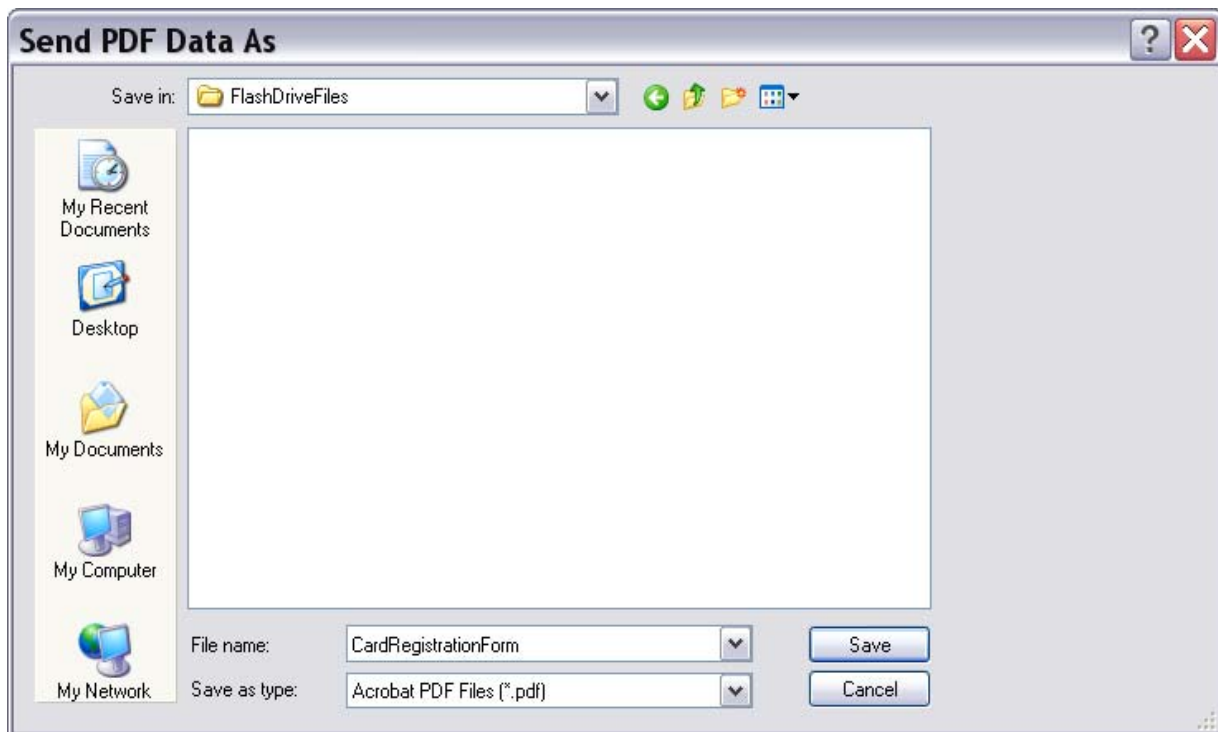 Send PDF Data As
?
Save in: FlashDriveFiles
My Recent
Documents
Desktop
My Documents
My Computer
My Network
File name: CardRegistrationForm Save
Save as type: Acrobat PDF Files (*.pdf) Cancel